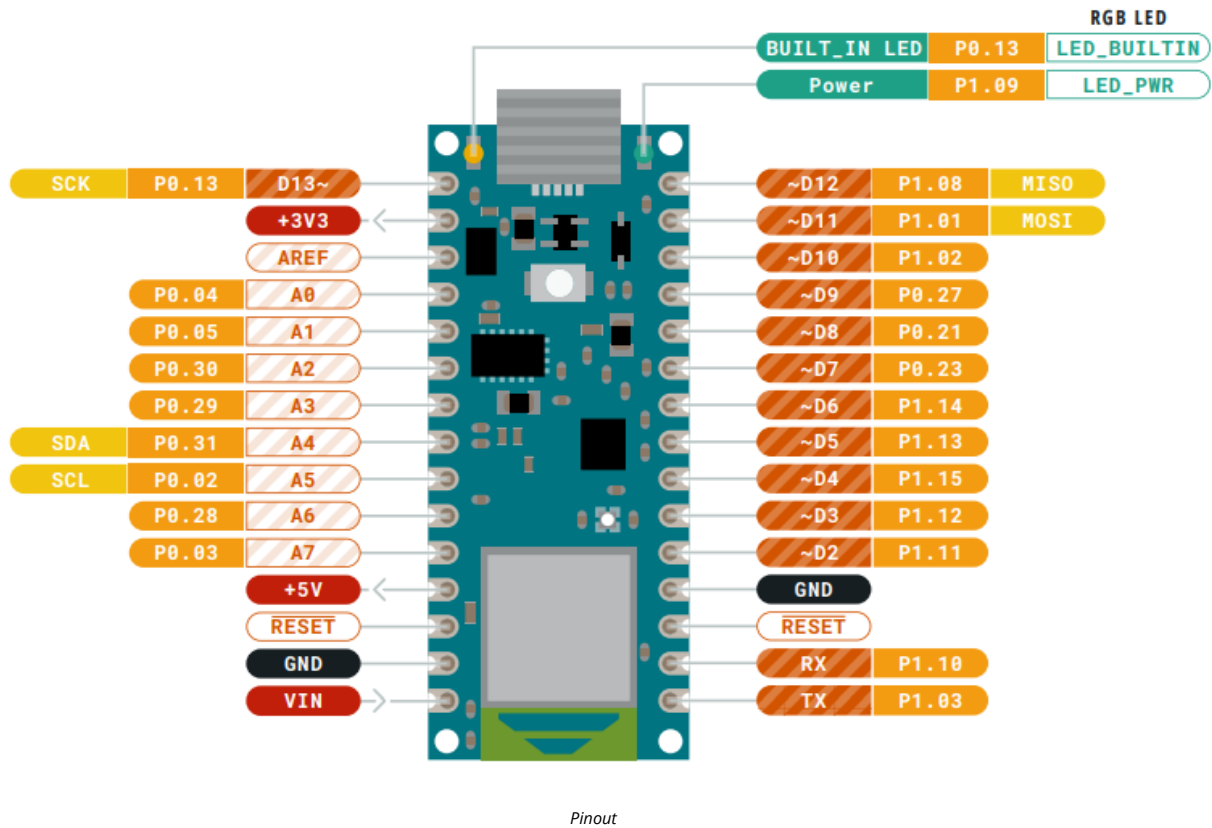 RGB LED
BUILT_IN LED P0.13 LED_BUILTIN
Power P1.09 LED_PWR
SCK P0.13 D13~
+3V3
AREF
P0.04 A0
P0.05 A1
P0.30 A2
P0.29 A3
SDA P0.31 A4
SCL P0.02 A5
P0.28 A6
P0.03 A7
+5V
RESET
GND
VIN
~D12 P1.08 MISO
~D11 P1.01 MOSI
~D10 P1.02
~D9 P0.27
~D8 P0.21
~D7 P0.23
~D6 P1.14
~D5 P1.13
~D4 P1.15
~D3 P1.12
~D2 P1.11
GND
RESET
RX P1.10
TX P1.03
Pinout